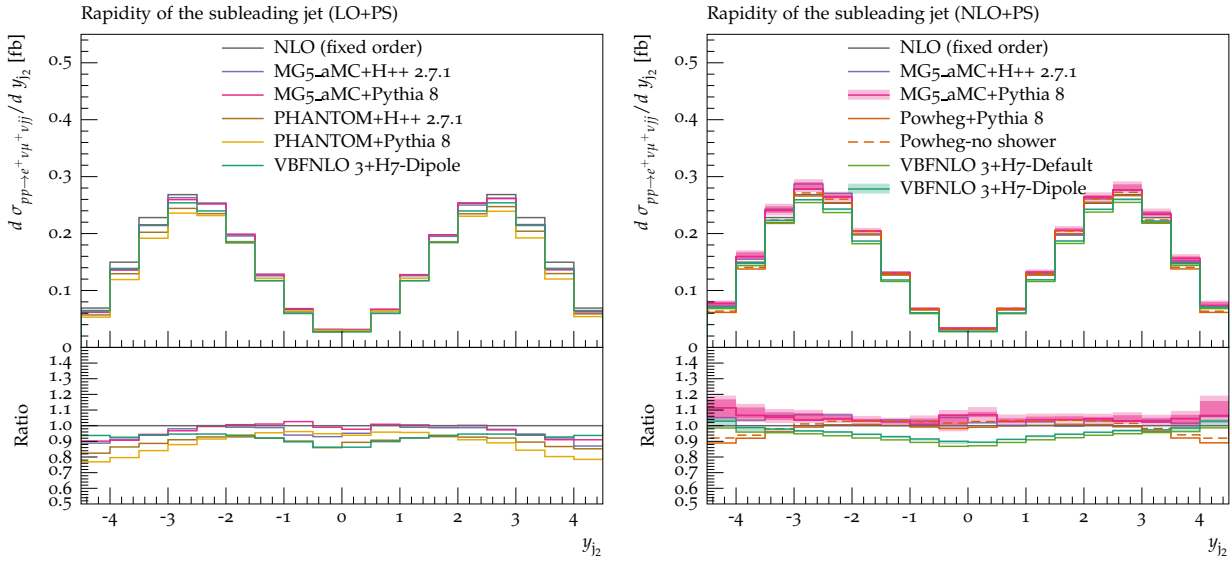 Rapidity of the subleading jet (LO+PS)
d σ_{pp→e⁺νμ⁺νjj}/d y_{j₂} [fb]
NLO (fixed order)
MG5_aMC+H++ 2.7.1
MG5_aMC+Pythia 8
PHANTOM+H++ 2.7.1
PHANTOM+Pythia 8
VBFNLO 3+H7-Dipole
0.5
0.4
0.3
0.2
0.1
0
Ratio
1.4
1.3
1.2
1.1
1.0
0.9
0.8
0.7
0.6
0.5
-4 -3 -2 -1 0 1 2 3 4
y_{j₂}
Rapidity of the subleading jet (NLO+PS)
d σ_{pp→e⁺νμ⁺νjj}/d y_{j₂} [fb]
NLO (fixed order)
MG5_aMC+H++ 2.7.1
MG5_aMC+Pythia 8
Powheg+Pythia 8
Powheg-no shower
VBFNLO 3+H7-Default
VBFNLO 3+H7-Dipole
0.5
0.4
0.3
0.2
0.1
0
Ratio
1.4
1.3
1.2
1.1
1.0
0.9
0.8
0.7
0.6
0.5
-4 -3 -2 -1 0 1 2 3 4
y_{j₂}